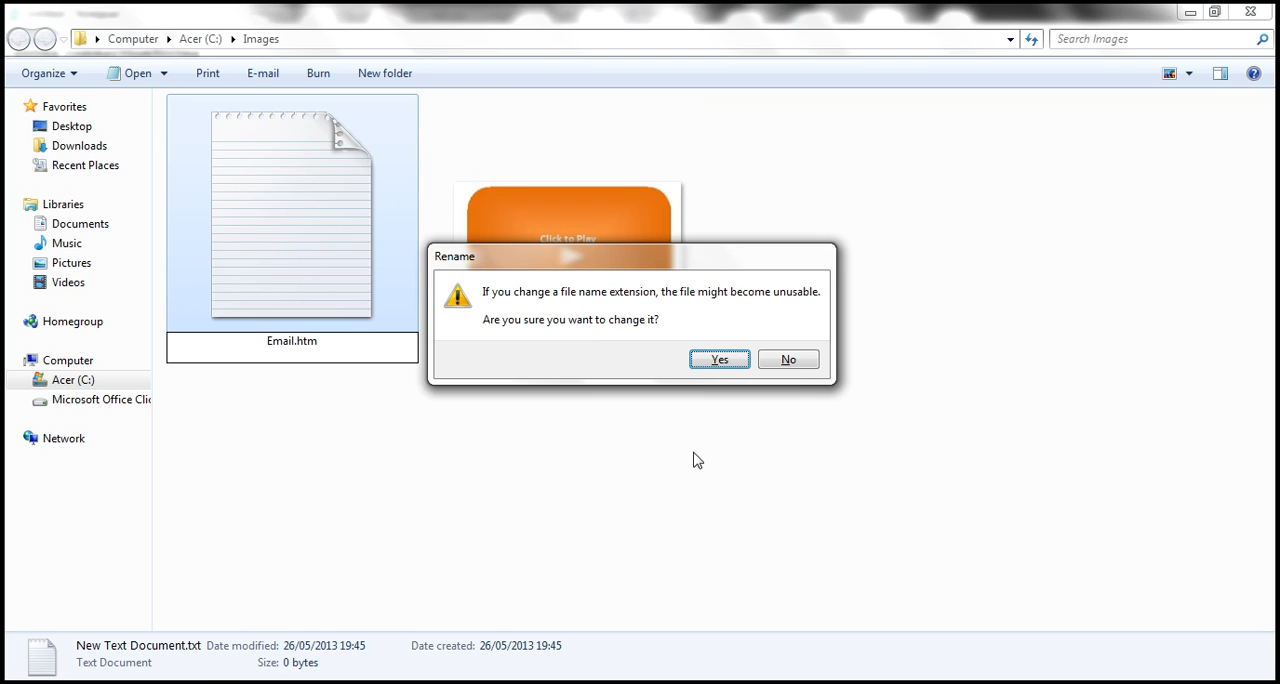 Computer Acer (C:) Images
Search Images
Organize Open Print E-mail Burn New folder
Favorites
Desktop
Downloads
Recent Places
Libraries
Documents
Music
Pictures
Videos
Homegroup
Computer
Acer (C:)
Microsoft Office Clic
Network
Email.htm
Click to Play
Rename
If you change a file name extension, the file might become unusable.
Are you sure you want to change it?
Yes No
New Text Document.txt Date modified: 26/05/2013 19:45 Date created: 26/05/2013 19:45
Text Document Size: 0 bytes